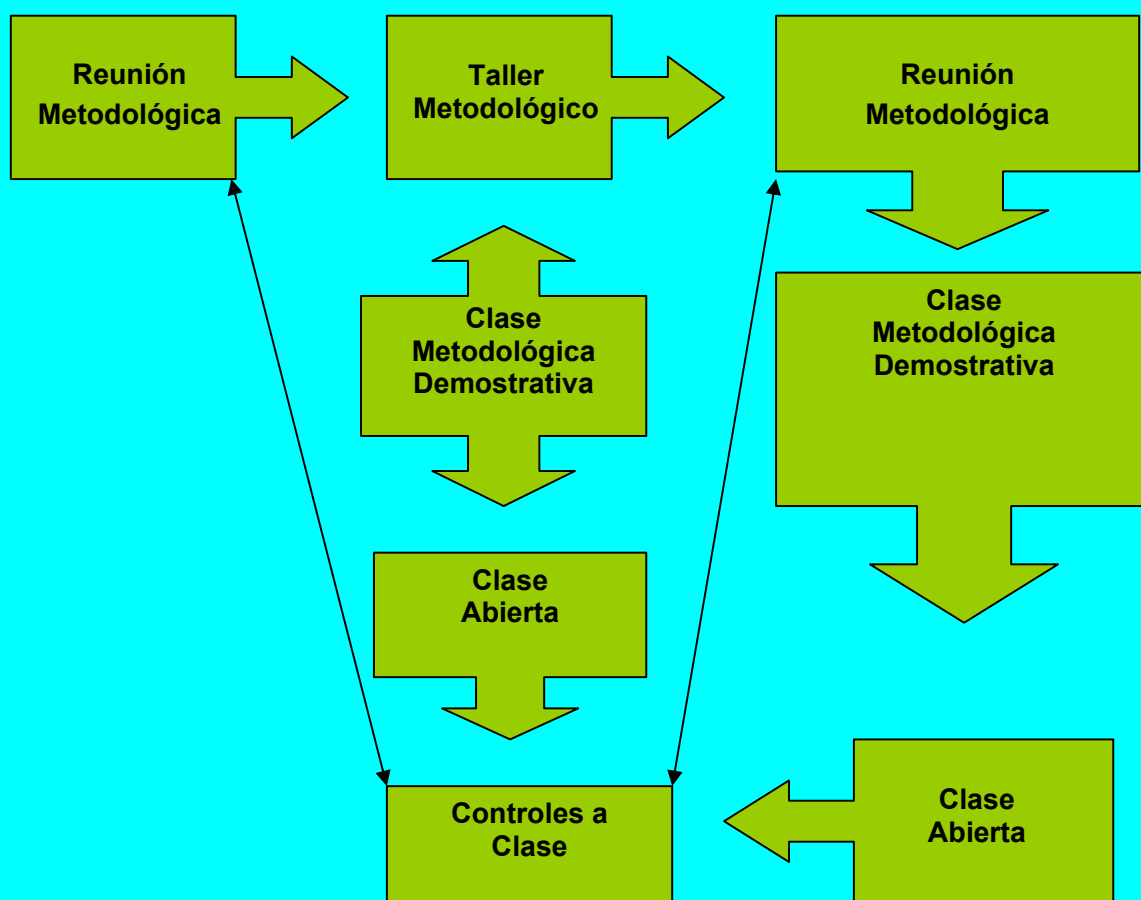 Reunión
Metodológica
Taller
Metodológico
Reunión
Metodológica
Clase
Metodológica
Demostrativa
Clase
Metodológica
Demostrativa
Clase
Abierta
Controles a
Clase
Clase
Abierta